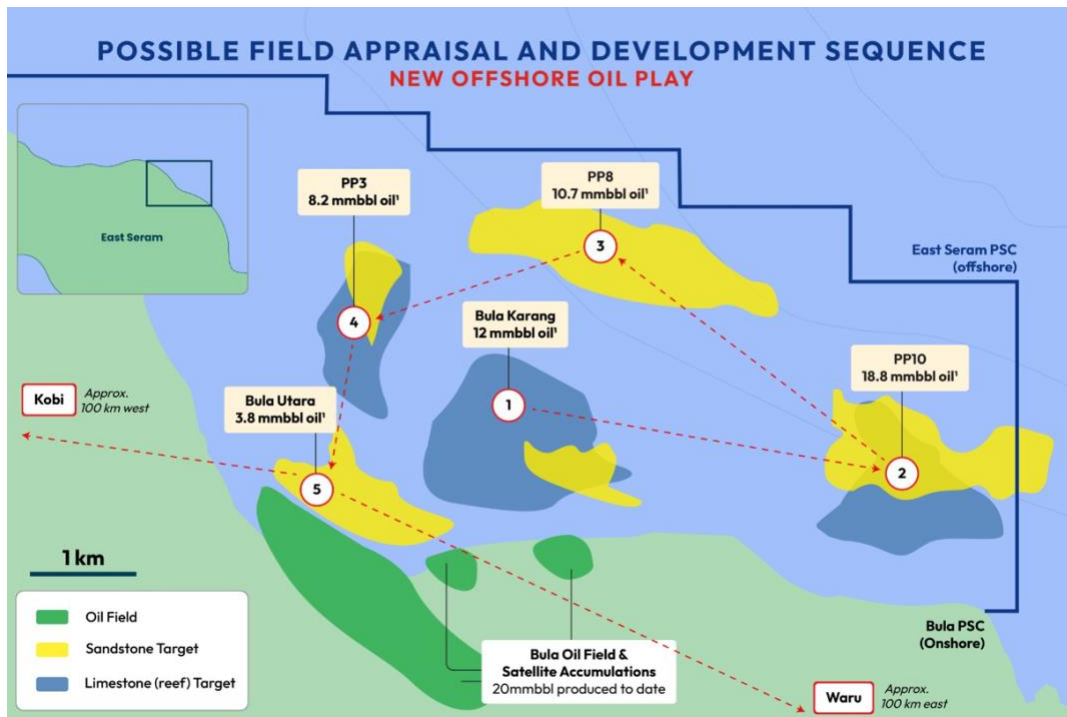 POSSIBLE FIELD APPRAISAL AND DEVELOPMENT SEQUENCE
NEW OFFSHORE OIL PLAY
East Seram
PP3
8.2 mmbbl oil¹
PP8
10.7 mmbbl oil¹
3
East Seram PSC
(offshore)
4
Bula Karang
12 mmbbl oil¹
1
PP10
18.8 mmbbl oil¹
2
Kobi
Approx.
100 km west
Bula Utara
3.8 mmbbl oil¹
5
1 km
Oil Field
Sandstone Target
Limestone (reef) Target
Bula Oil Field &
Satellite Accumulations
20mmbbl produced to date
Bula PSC
(Onshore)
Waru
Approx.
100 km east